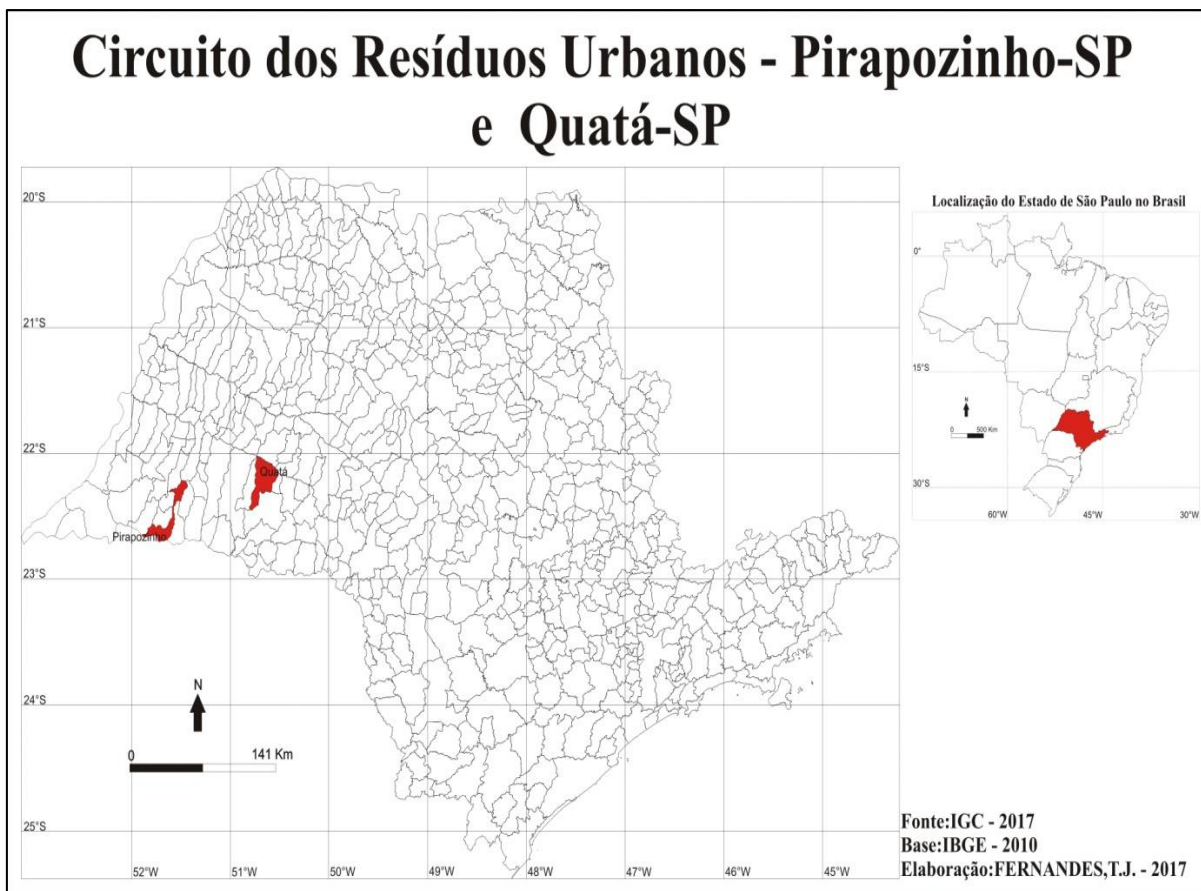 Circuito dos Resíduos Urbanos - Pirapozinho-SP
e Quatá-SP
20°S
21°S
22°S
23°S
24°S
25°S
52°W
51°W
50°W
49°W
48°W
47°W
46°W
45°W
Quatá
Pirapozinho
N
0
141 Km
Localização do Estado de São Paulo no Brasil
0°
15°S
30°S
N
0
500 Km
60°W
45°W
30°W
Fonte:IGC - 2017
Base:IBGE - 2010
Elaboração:FERNANDES,T.J. - 2017